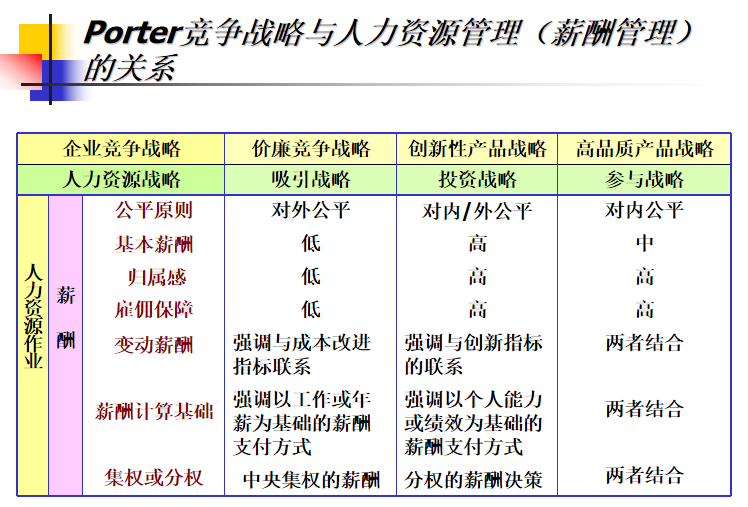 Porter竞争战略与人力资源管理（薪酬管理）
的关系
企业竞争战略 价廉竞争战略 创新性产品战略 高品质产品战略
人力资源战略 吸引战略 投资战略 参与战略
人力资源作业
薪酬
公平原则 对外公平 对内/外公平 对内公平
基本薪酬 低 高 中
归属感 低 高 高
雇佣保障 低 高 高
变动薪酬 强调与成本改进 强调与创新指标 两者结合
指标联系 的联系
薪酬计算基础 强调以工作或年 强调以个人能力 两者结合
薪为基础的薪酬 或绩效为基础的
支付方式 薪酬支付方式
集权或分权 中央集权的薪酬 分权的薪酬决策 两者结合